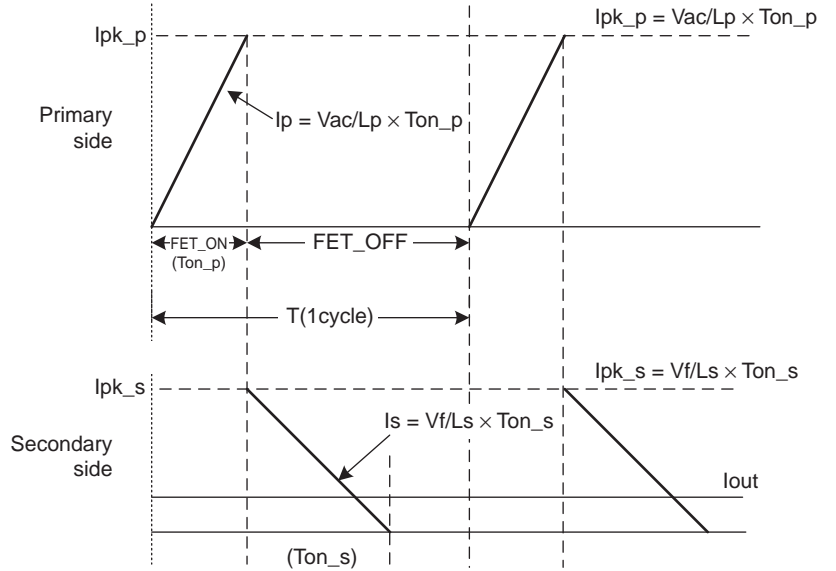 Ipk_p
Ipk_p = Vac/Lp × Ton_p
Primary
side
Ip = Vac/Lp × Ton_p
FET_ON
(Ton_p)
FET_OFF
T(1cycle)
Ipk_s
Ipk_s = Vf/Ls × Ton_s
Is = Vf/Ls × Ton_s
Secondary
side
Iout
(Ton_s)